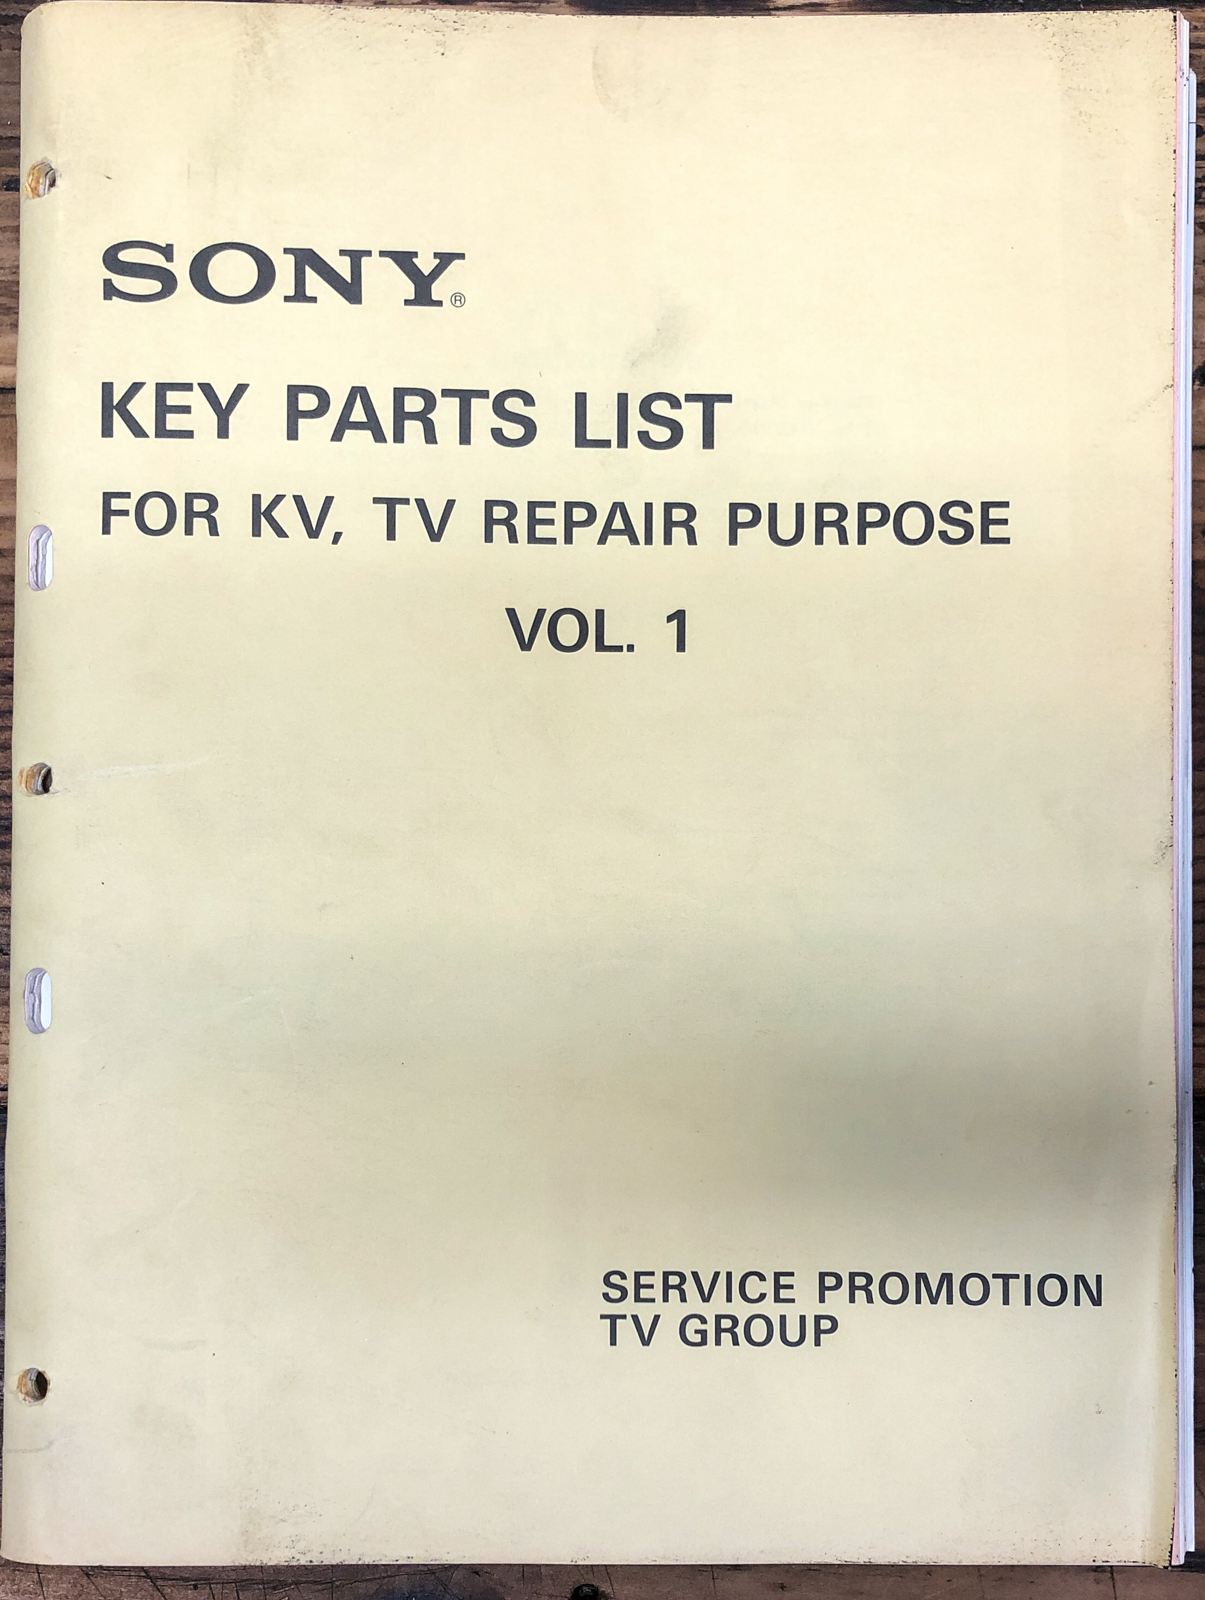 SONY®
KEY PARTS LIST
FOR KV, TV REPAIR PURPOSE
VOL. 1
SERVICE PROMOTION
TV GROUP